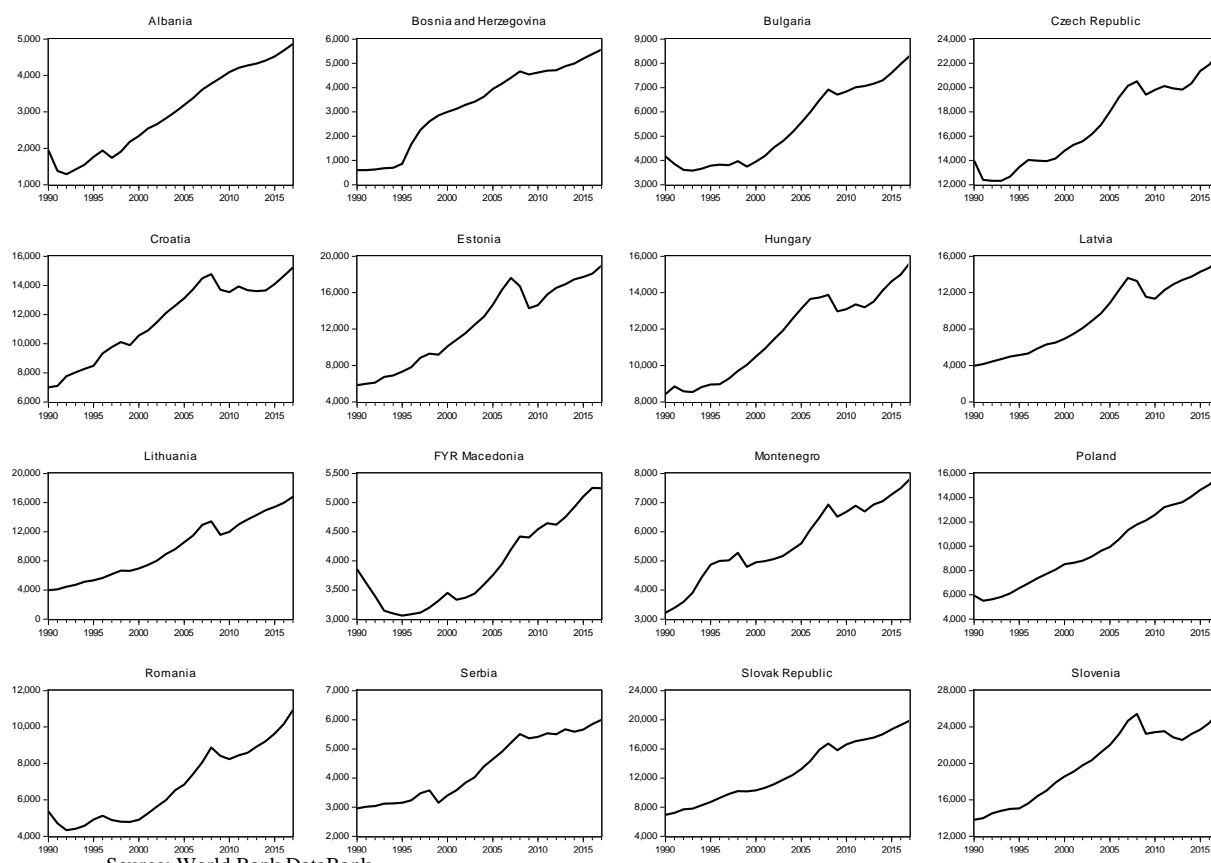 Albania
5,000
4,000
3,000
2,000
1,000
1990 1995 2000 2005 2010 2015
Bosnia and Herzegovina
6,000
5,000
4,000
3,000
2,000
1,000
0
1990 1995 2000 2005 2010 2015
Bulgaria
9,000
8,000
7,000
6,000
5,000
4,000
3,000
1990 1995 2000 2005 2010 2015
Czech Republic
24,000
22,000
20,000
18,000
16,000
14,000
12,000
1990 1995 2000 2005 2010 2015
Croatia
16,000
14,000
12,000
10,000
8,000
6,000
1990 1995 2000 2005 2010 2015
Estonia
20,000
16,000
12,000
8,000
4,000
1990 1995 2000 2005 2010 2015
Hungary
16,000
14,000
12,000
10,000
8,000
1990 1995 2000 2005 2010 2015
Latvia
16,000
12,000
8,000
4,000
0
1990 1995 2000 2005 2010 2015
Lithuania
20,000
16,000
12,000
8,000
4,000
0
1990 1995 2000 2005 2010 2015
FYR Macedonia
5,500
5,000
4,500
4,000
3,500
3,000
1990 1995 2000 2005 2010 2015
Montenegro
8,000
7,000
6,000
5,000
4,000
3,000
1990 1995 2000 2005 2010 2015
Poland
16,000
14,000
12,000
10,000
8,000
6,000
4,000
1990 1995 2000 2005 2010 2015
Romania
12,000
10,000
8,000
6,000
4,000
1990 1995 2000 2005 2010 2015
Serbia
7,000
6,000
5,000
4,000
3,000
2,000
1990 1995 2000 2005 2010 2015
Slovak Republic
24,000
20,000
16,000
12,000
8,000
4,000
1990 1995 2000 2005 2010 2015
Slovenia
28,000
24,000
20,000
16,000
12,000
1990 1995 2000 2005 2010 2015
Source: World Bank DataBank